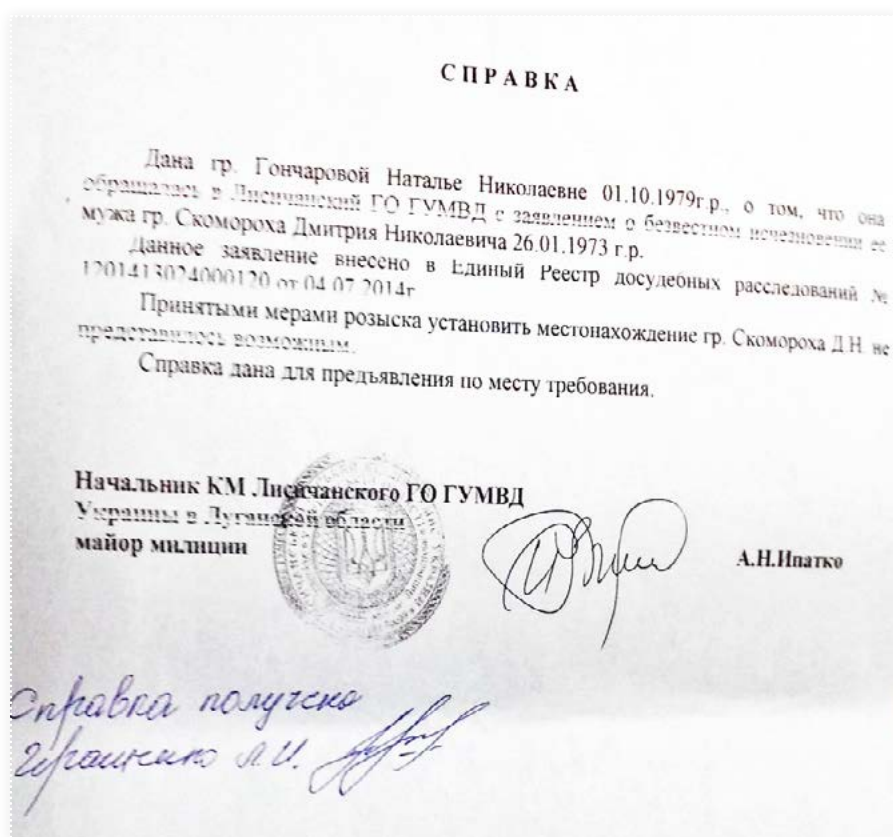 СПРАВКА
Дана гр. Гончаровой Наталье Николаевне 01.10.1979г.р., о том, что она
обращалась в Лисичанский ГО ГУМВД с заявлением о безвестном исчезновении ее
мужа гр. Скомороха Дмитрия Николаевича 26.01.1973 г.р.
Данное заявление внесено в Единый Реестр досудебных расследований №
1201413024000120 от 04.07.2014г
Принятыми мерами розыска установить местонахождение гр. Скомороха Д.Н. не
представилось возможным.
Справка дана для предъявления по месту требования.
Начальник КМ Лисичанского ГО ГУМВД
Украины в Луганской области
майор милиции
А.Н.Ипатко
Справка получено
Л.И.